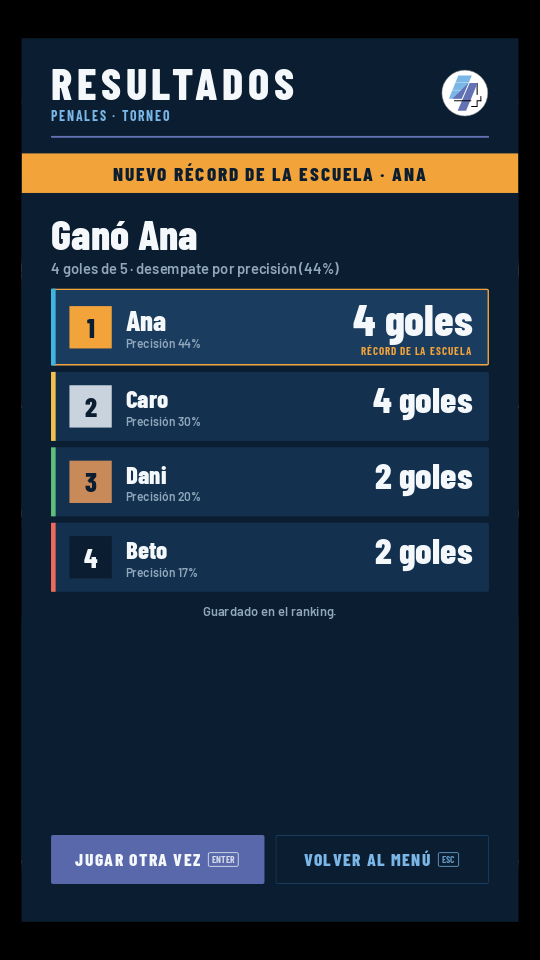 RESULTADOS
PENALES · TORNEO
NUEVO RÉCORD DE LA ESCUELA · ANA
Ganó Ana
4 goles de 5 · desempate por precisión (44%)
1 Ana 4 goles
Precisión 44% RÉCORD DE LA ESCUELA
2 Caro 4 goles
Precisión 30%
3 Dani 2 goles
Precisión 20%
4 Beto 2 goles
Precisión 17%
Guardado en el ranking.
JUGAR OTRA VEZ ENTER VOLVER AL MENÚ ESC